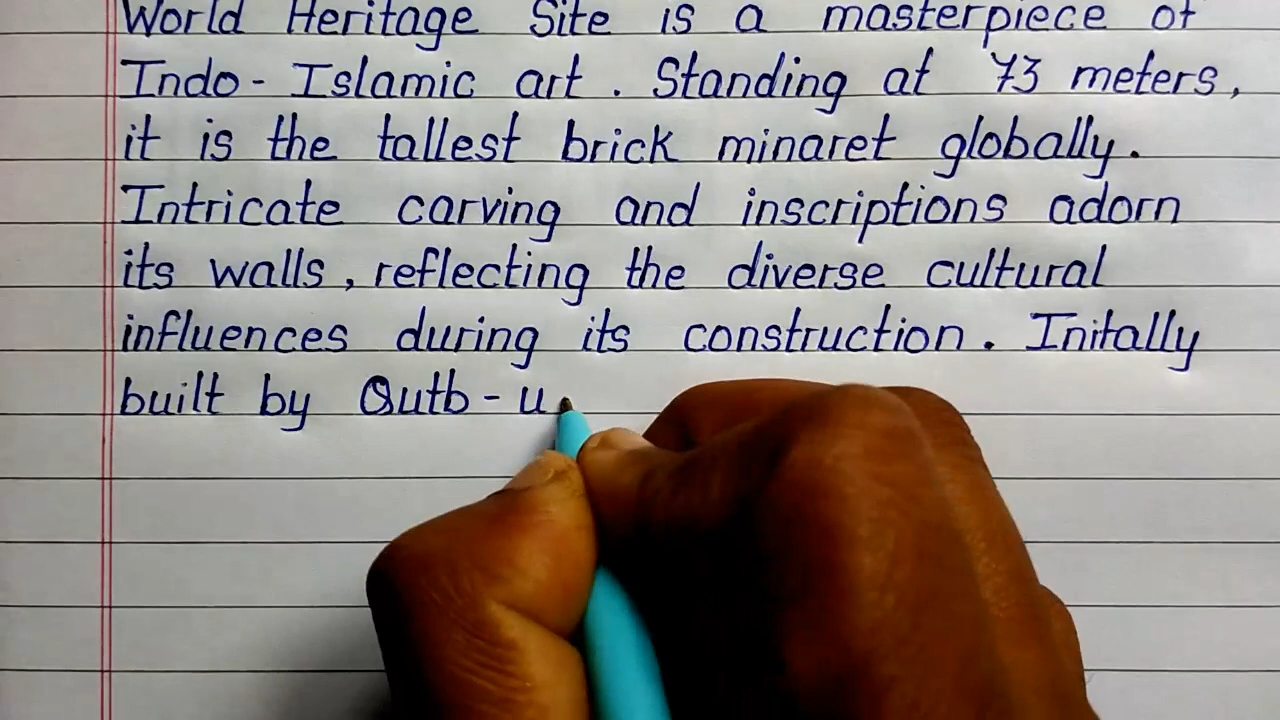 World Heritage Site is a masterpiece of
Indo - Islamic art . Standing at 73 meters,
it is the tallest brick minaret globally.
Intricate carving and inscriptions adorn
its walls , reflecting the diverse cultural
influences during its construction . Initally
built by Qutb - u